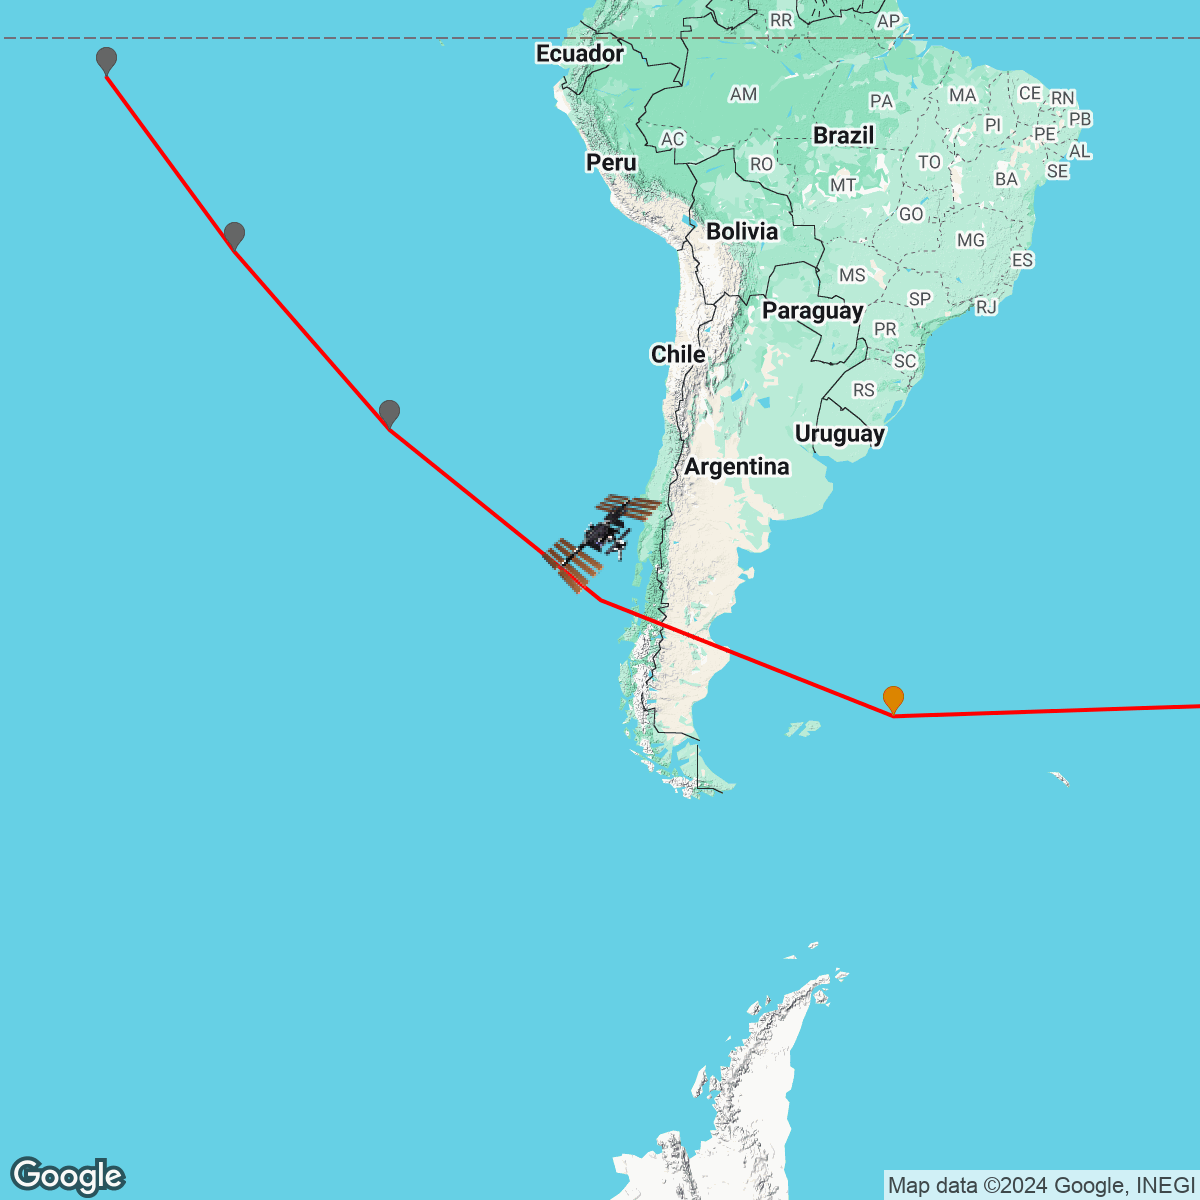 RR
AP
Ecuador
AM
PA
MA
CE
RN
PB
PI
PE
AC
Brazil
AL
Peru
RO
TO
SE
MT
BA
GO
Bolivia
MG
ES
MS
SP
Paraguay
RJ
PR
Chile
SC
RS
Uruguay
Argentina
Google
Map data ©2024 Google, INEGI